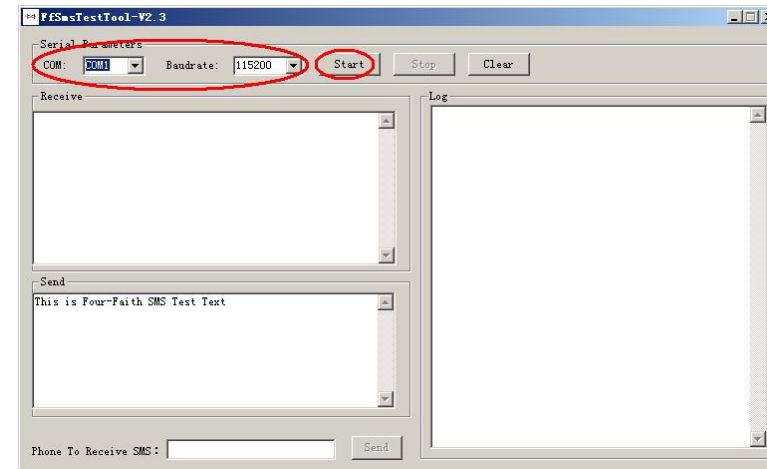 FfSmsTestTool-V2.3
Serial Parameters
COM: COM1 Baudrate: 115200 Start Stop Clear
Receive
Log
Send
This is Four-Faith SMS Test Text
Phone To Receive SMS: Send